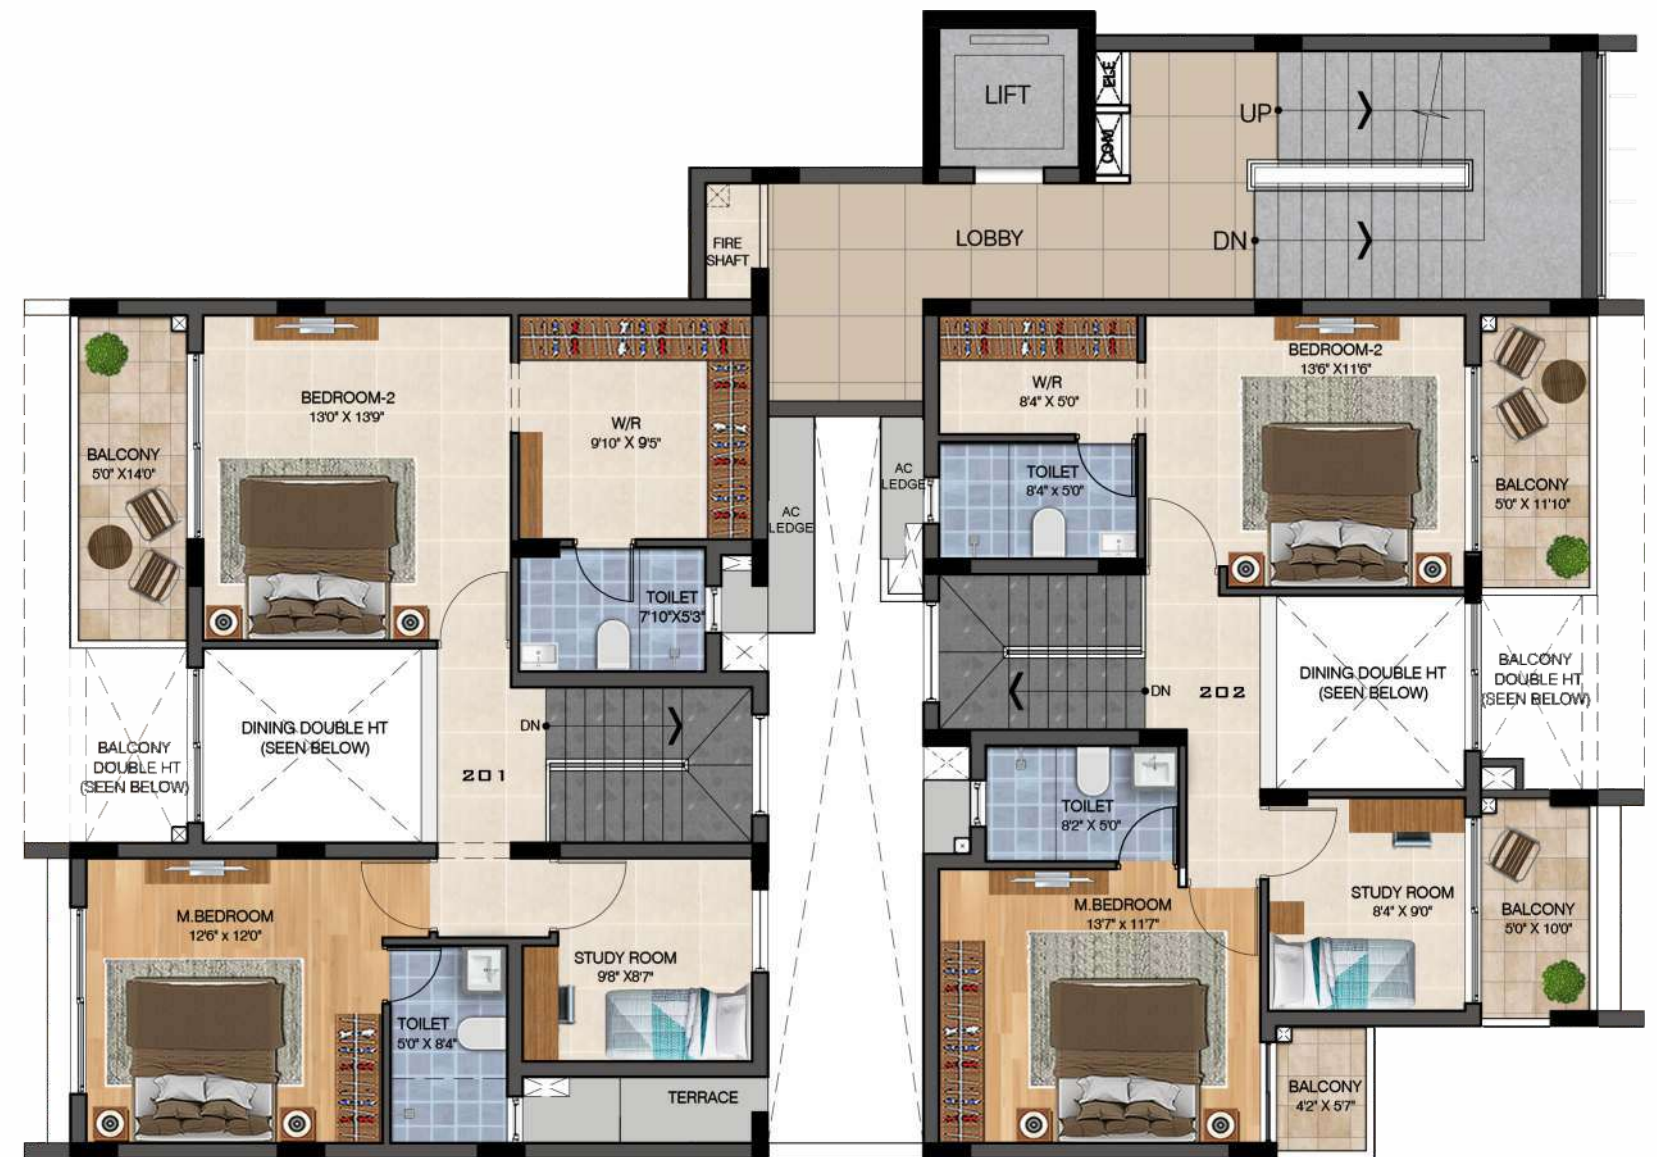 LIFT
ELE
COM
UP
DN
LOBBY
FIRE
SHAFT
BEDROOM-2
13'0" X 13'9"
W/R
9'10" X 9'5"
BALCONY
5'0" X14'0"
TOILET
7'10"X5'3"
AC
LEDGE
DINING DOUBLE HT
(SEEN BELOW)
BALCONY
DOUBLE HT
(SEEN BELOW)
DN
201
M.BEDROOM
12'6" x 12'0"
TOILET
5'0" X 8'4"
STUDY ROOM
9'8" X8'7"
TERRACE
AC
LEDGE
W/R
8'4" X 5'0"
BEDROOM-2
13'6" X11'6"
TOILET
8'4" x 5'0"
BALCONY
5'0" X 11'10"
DN
202
DINING DOUBLE HT
(SEEN BELOW)
BALCONY
DOUBLE HT
(SEEN BELOW)
TOILET
8'2" X 5'0"
M.BEDROOM
13'7" x 11'7"
STUDY ROOM
8'4" X 9'0"
BALCONY
5'0" X 10'0"
BALCONY
4'2" X 5'7"